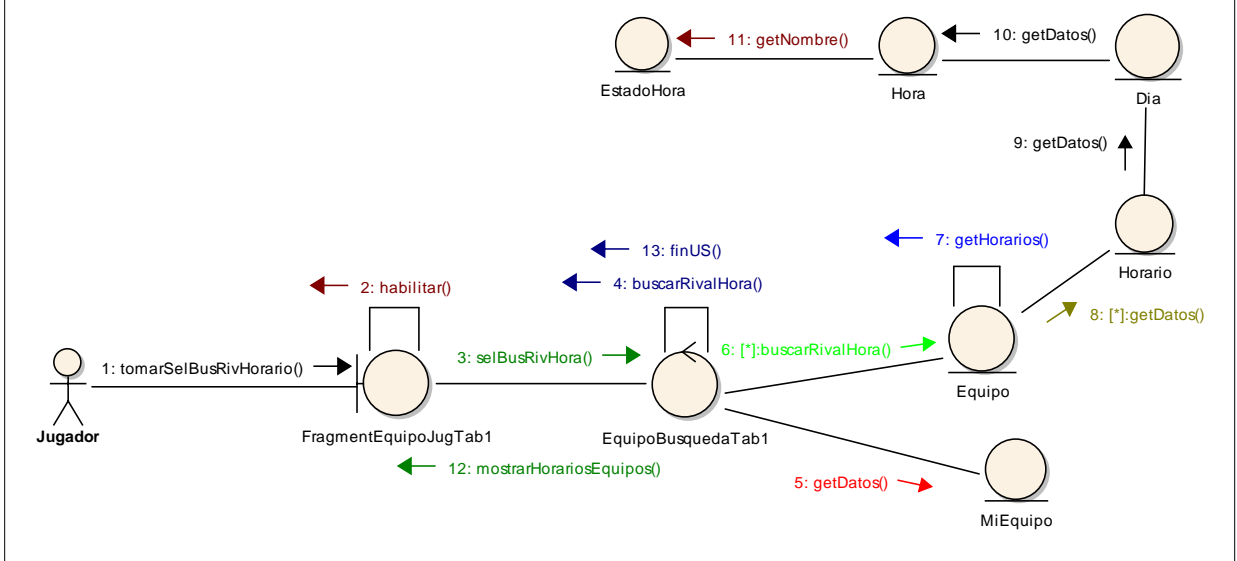 11: getNombre()
10: getDatos()
EstadoHora
Hora
Dia
9: getDatos()
13: finUS()
7: getHorarios()
Horario
2: habilitar()
4: buscarRivalHora()
8: [*]:getDatos()
1: tomarSelBusRivHorario()
3: selBusRivHora()
6: [*]:buscarRivalHora()
Equipo
Jugador
FragmentEquipoJugTab1
EquipoBusquedaTab1
12: mostrarHorariosEquipos()
5: getDatos()
MiEquipo